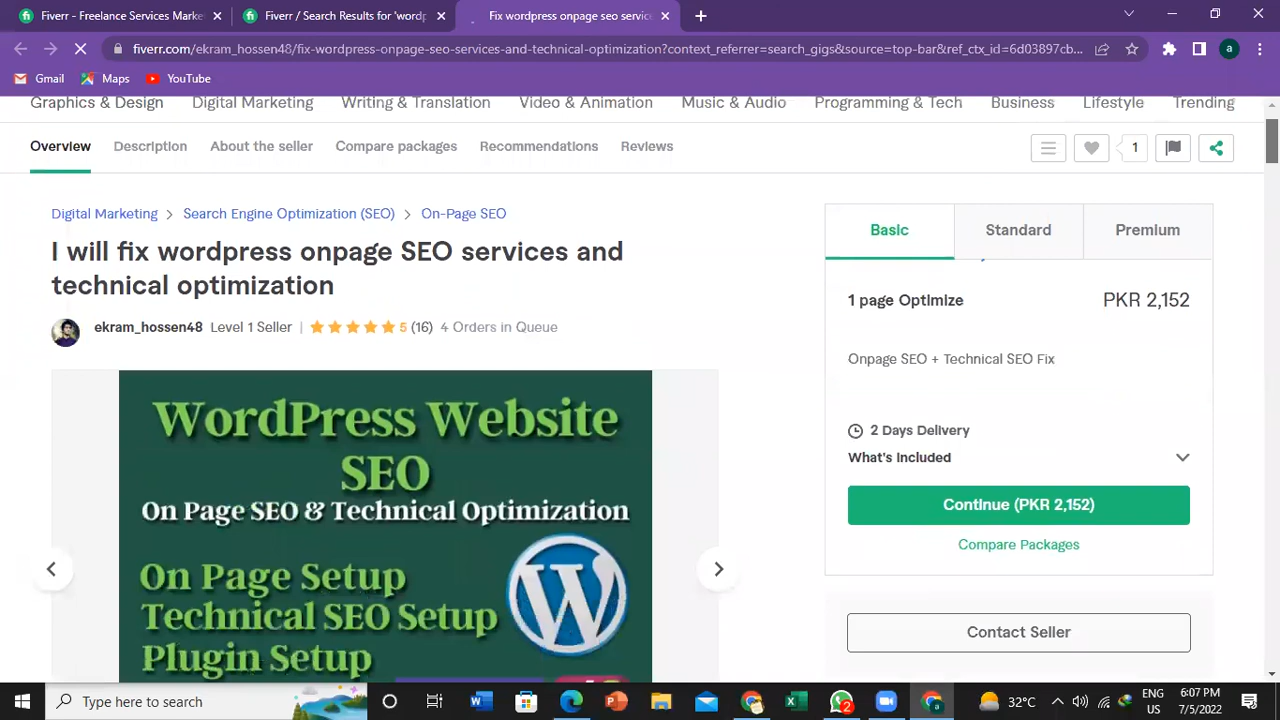 Fiverr - Freelance Services Marke
Fiverr / Search Results for 'wordp
Fix wordpress onpage seo servic
fiverr.com/ekram_hossen48/fix-wordpress-onpage-seo-services-and-technical-optimization?context_referrer=search_gigs&source=top-bar&ref_ctx_id=6d03897cb...
a
Gmail
Maps
YouTube
Graphics & Design
Digital Marketing
Writing & Translation
Video & Animation
Music & Audio
Programming & Tech
Business
Lifestyle
Trending
Overview
Description
About the seller
Compare packages
Recommendations
Reviews
1
Digital Marketing > Search Engine Optimization (SEO) > On-Page SEO
I will fix wordpress onpage SEO services and
technical optimization
ekram_hossen48 Level 1 Seller | 5 (16) 4 Orders in Queue
WordPress Website
SEO
On Page SEO & Technical Optimization
On Page Setup
Technical SEO Setup
Plugin Setup
Basic
Standard
Premium
1 page Optimize
PKR 2,152
Onpage SEO + Technical SEO Fix
2 Days Delivery
What's Included
Continue (PKR 2,152)
Compare Packages
Contact Seller
Type here to search
2
32°C
ENG
US
6:07 PM
7/5/2022